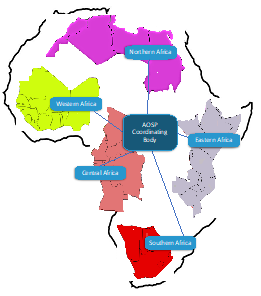 Northern Africa
Western Africa
AOSP
Coordinating
Body
Eastern Africa
Central Africa
Southern Africa